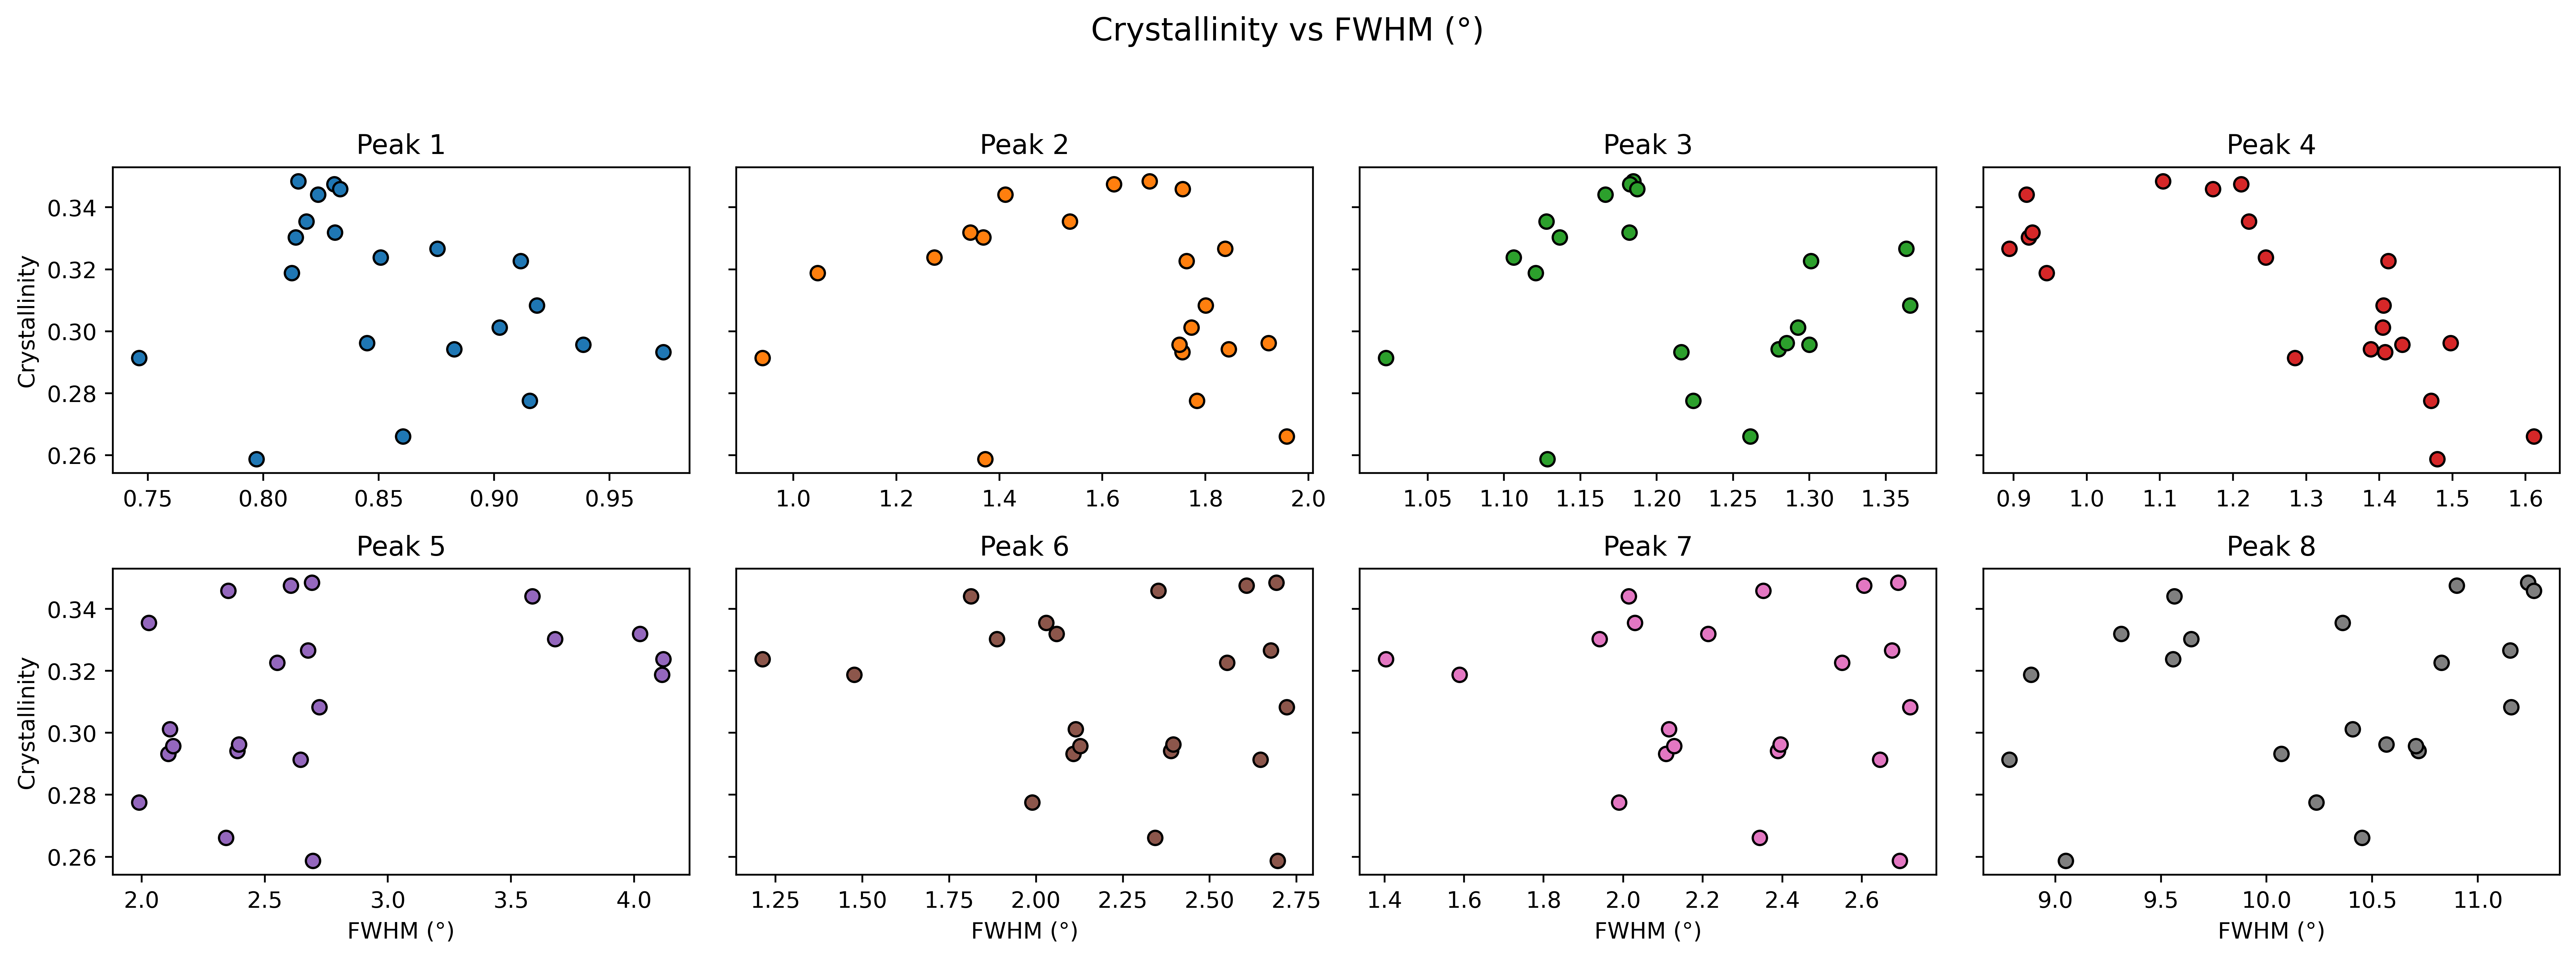 Crystallinity vs FWHM (°)
Peak 1
Peak 2
Peak 3
Peak 4
Crystallinity
0.34
0.32
0.30
0.28
0.26
0.75 0.80 0.85 0.90 0.95
1.0 1.2 1.4 1.6 1.8 2.0
1.05 1.10 1.15 1.20 1.25 1.30 1.35
0.9 1.0 1.1 1.2 1.3 1.4 1.5 1.6
Peak 5
Peak 6
Peak 7
Peak 8
Crystallinity
0.34
0.32
0.30
0.28
0.26
2.0 2.5 3.0 3.5 4.0
1.25 1.50 1.75 2.00 2.25 2.50 2.75
1.4 1.6 1.8 2.0 2.2 2.4 2.6
9.0 9.5 10.0 10.5 11.0
FWHM (°)
FWHM (°)
FWHM (°)
FWHM (°)